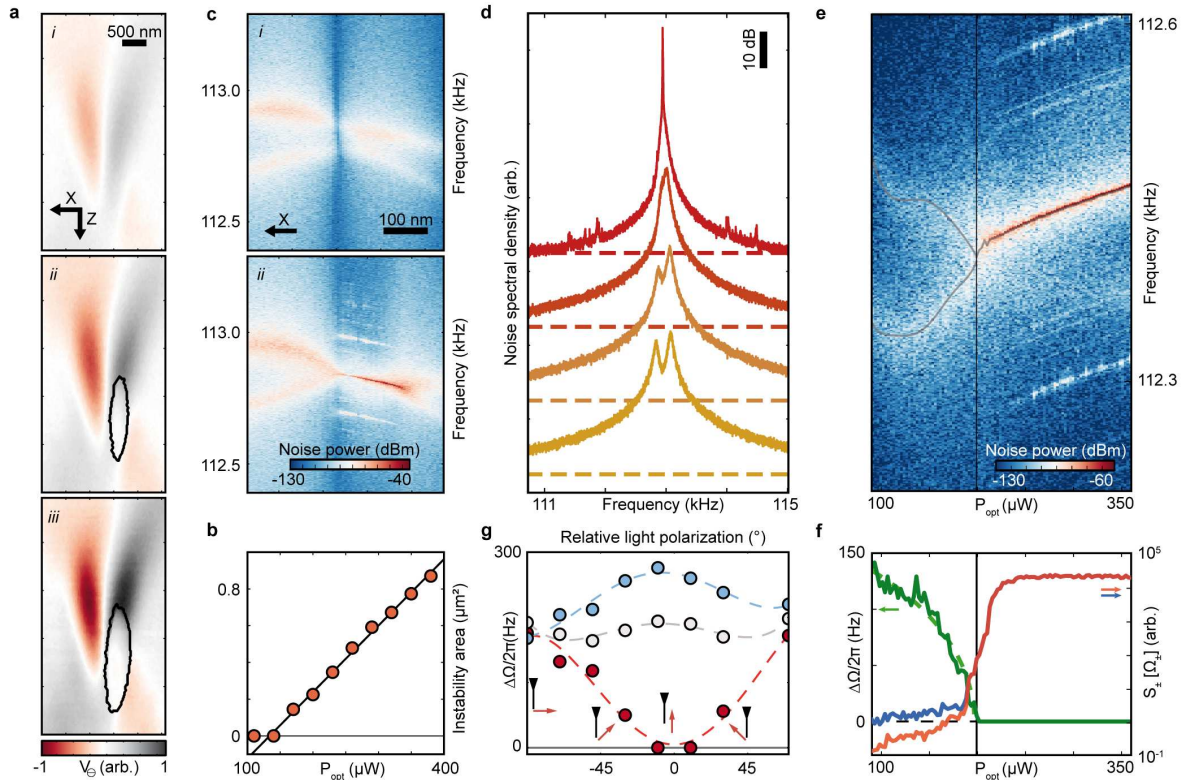 a
i
500 nm
X
Z
ii
iii
-1
V⊖ (arb.)
1
c
i
113.0
112.5
X
100 nm
Frequency (kHz)
ii
113.0
112.5
Noise power (dBm)
-130
-40
Frequency (kHz)
b
0.8
0
100
P_opt (µW)
400
Instability area (µm²)
d
10 dB
Noise spectral density (arb.)
111
Frequency (kHz)
115
e
112.6
112.3
Frequency (kHz)
Noise power (dBm)
-130
-60
100
P_opt (µW)
350
g
Relative light polarization (°)
300
ΔΩ/2π(Hz)
0
-45
0
45
f
150
ΔΩ/2π (Hz)
0
10⁵
S± [Ω±] (arb.)
10⁻¹
100
P_opt (µW)
350